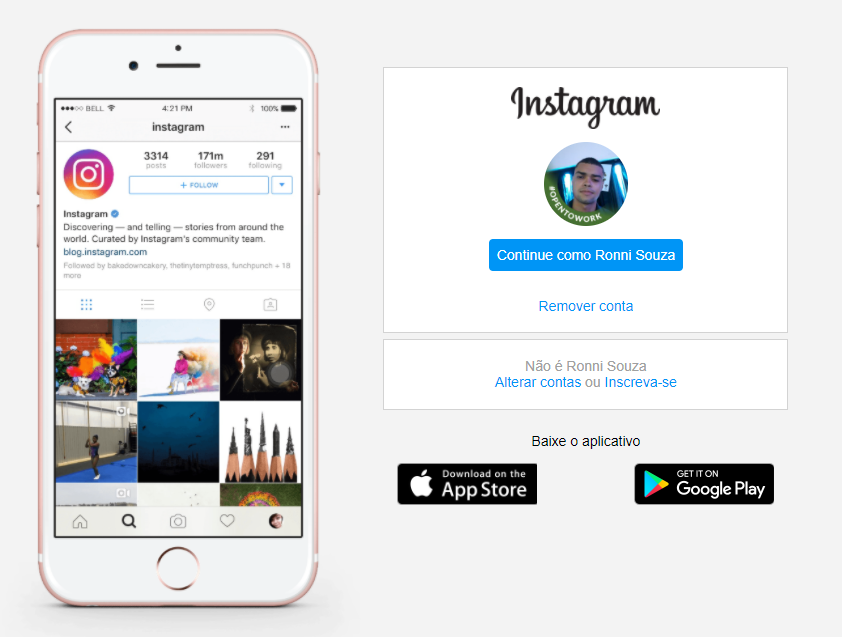 BELL
4:21 PM
100%
instagram
3314
posts
171m
followers
291
following
+ FOLLOW
Instagram
Discovering — and telling — stories from around the
world. Curated by Instagram's community team.
blog.instagram.com
Followed by bakedowncakery, thetinytemptress, funchpunch + 18
more
Instagram
#OPENTOWORK
Continue como Ronni Souza
Remover conta
Não é Ronni Souza
Alterar contas ou Inscreva-se
Baixe o aplicativo
Download on the
App Store
GET IT ON
Google Play